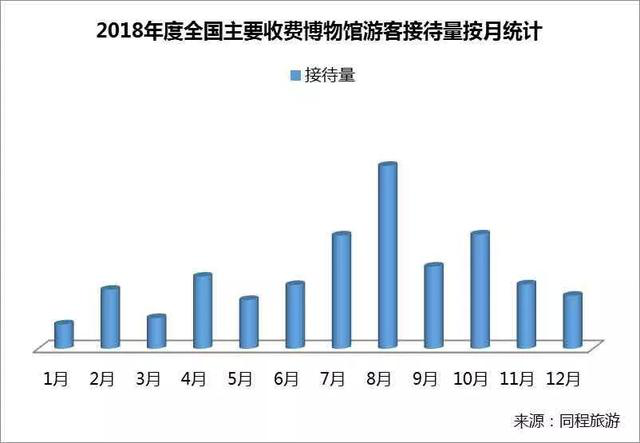 2018年度全国主要收费博物馆游客接待量按月统计
接待量
1月 2月 3月 4月 5月 6月 7月 8月 9月 10月 11月 12月
来源：同程旅游